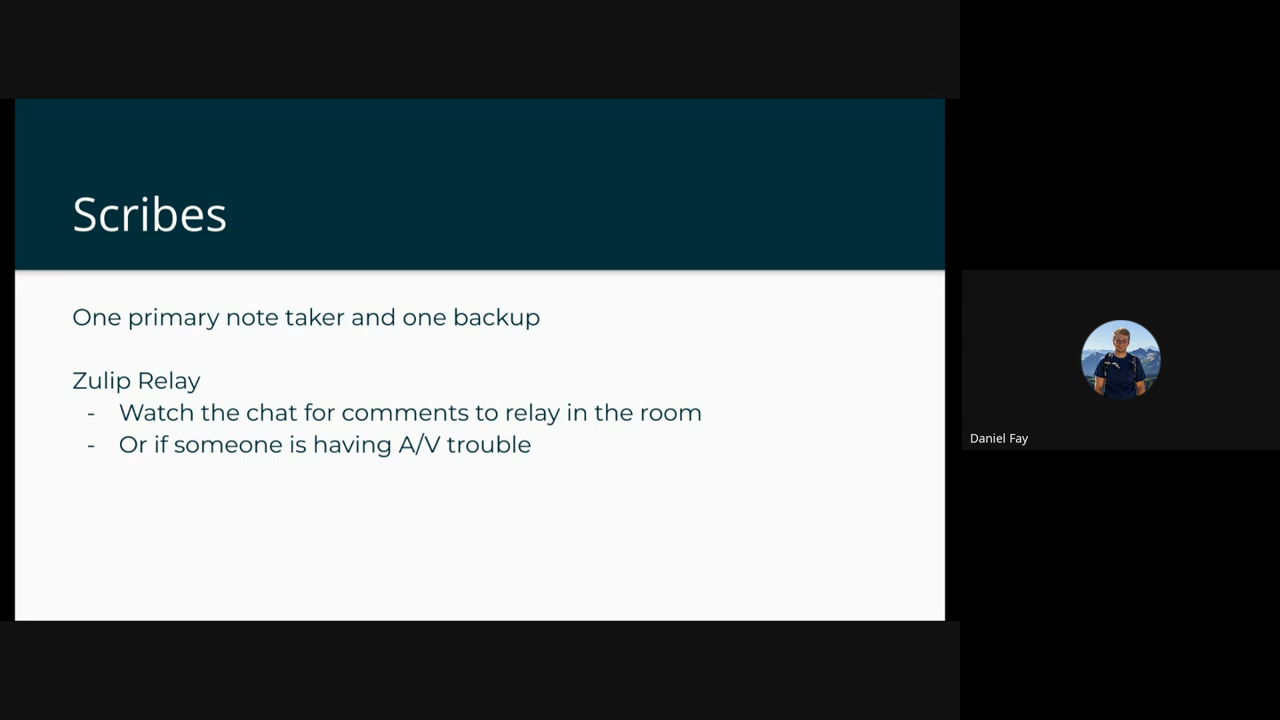 Scribes
One primary note taker and one backup
Zulip Relay
- Watch the chat for comments to relay in the room
- Or if someone is having A/V trouble
Daniel Fay